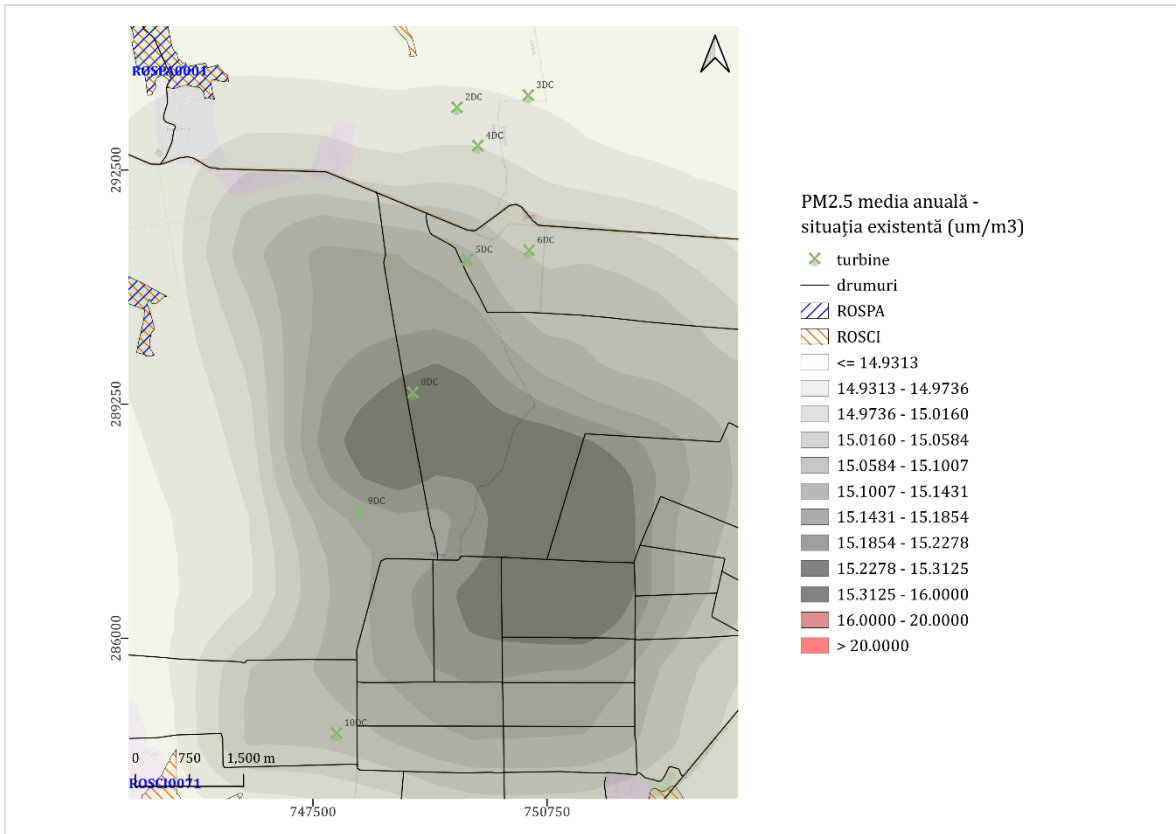 ROSPA0001
2DC
3DC
4DC
292500
5DC
6DC
8DC
289250
9DC
286000
10DC
0 750 1,500 m
ROSCI0071
747500 750750
PM2.5 media anuală -
situația existentă (um/m3)
turbine
drumuri
ROSPA
ROSCI
<= 14.9313
14.9313 - 14.9736
14.9736 - 15.0160
15.0160 - 15.0584
15.0584 - 15.1007
15.1007 - 15.1431
15.1431 - 15.1854
15.1854 - 15.2278
15.2278 - 15.3125
15.3125 - 16.0000
16.0000 - 20.0000
> 20.0000